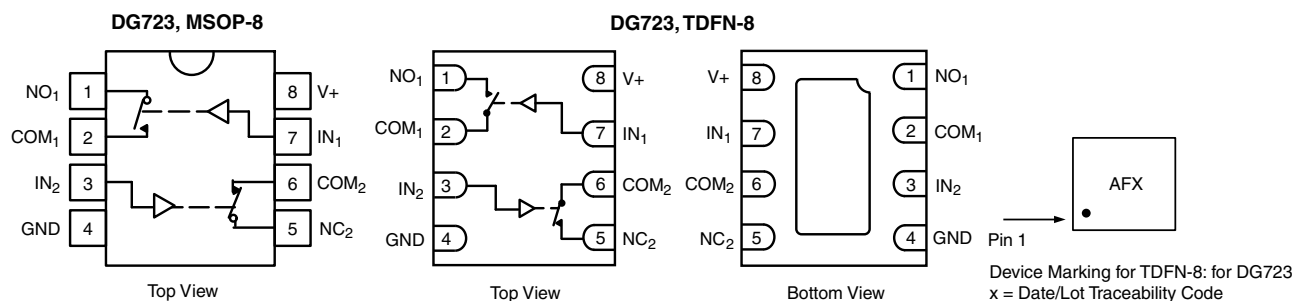 DG723, MSOP-8
NO1 1 8 V+
COM1 2 7 IN1
IN2 3 6 COM2
GND 4 5 NC2
Top View
DG723, TDFN-8
NO1 1 8 V+
COM1 2 7 IN1
IN2 3 6 COM2
GND 4 5 NC2
Top View
V+ 8 1 NO1
IN1 7 2 COM1
COM2 6 3 IN2
NC2 5 4 GND
Bottom View
AFX
Pin 1
Device Marking for TDFN-8: for DG723
x = Date/Lot Traceability Code